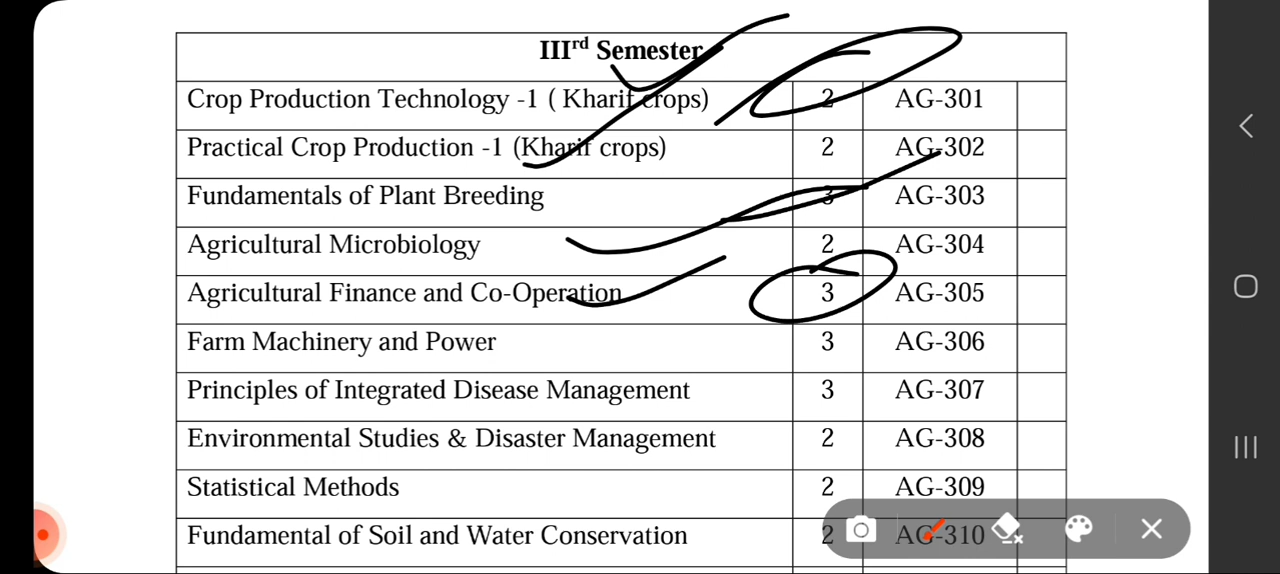 IIIrd Semester
Crop Production Technology -1 ( Kharif crops) 2 AG-301
Practical Crop Production -1 (Kharif crops) 2 AG-302
Fundamentals of Plant Breeding 3 AG-303
Agricultural Microbiology 2 AG-304
Agricultural Finance and Co-Operation 3 AG-305
Farm Machinery and Power 3 AG-306
Principles of Integrated Disease Management 3 AG-307
Environmental Studies & Disaster Management 2 AG-308
Statistical Methods 2 AG-309
Fundamental of Soil and Water Conservation 2 AG-310